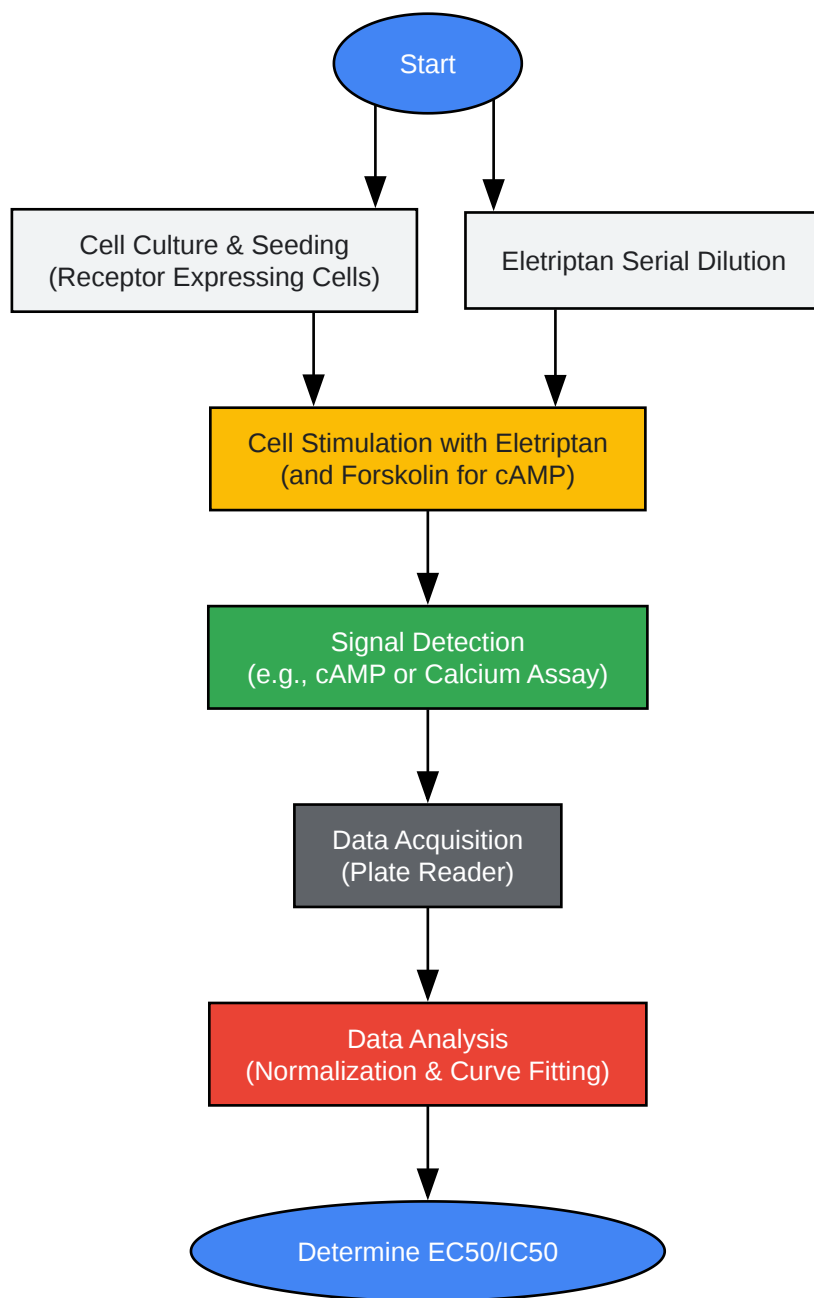 Start
Cell Culture & Seeding
(Receptor Expressing Cells)
Eletriptan Serial Dilution
Cell Stimulation with Eletriptan
(and Forskolin for cAMP)
Signal Detection
(e.g., cAMP or Calcium Assay)
Data Acquisition
(Plate Reader)
Data Analysis
(Normalization & Curve Fitting)
Determine EC50/IC50